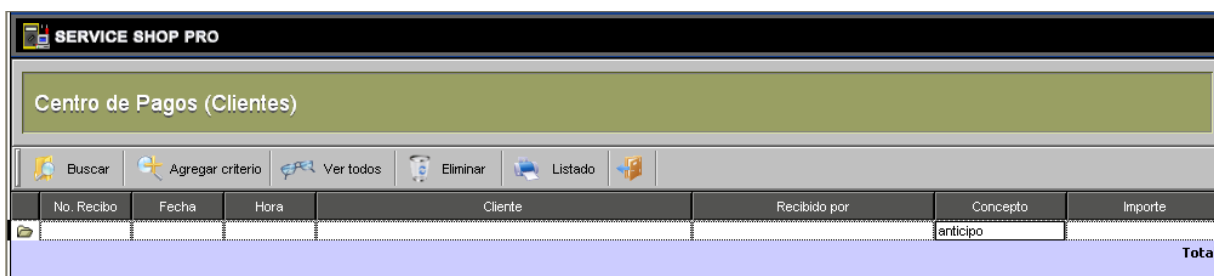 SERVICE SHOP PRO
Centro de Pagos (Clientes)
Buscar Agregar criterio Ver todos Eliminar Listado
No. Recibo Fecha Hora Cliente Recibido por Concepto Importe
anticipo
Tota